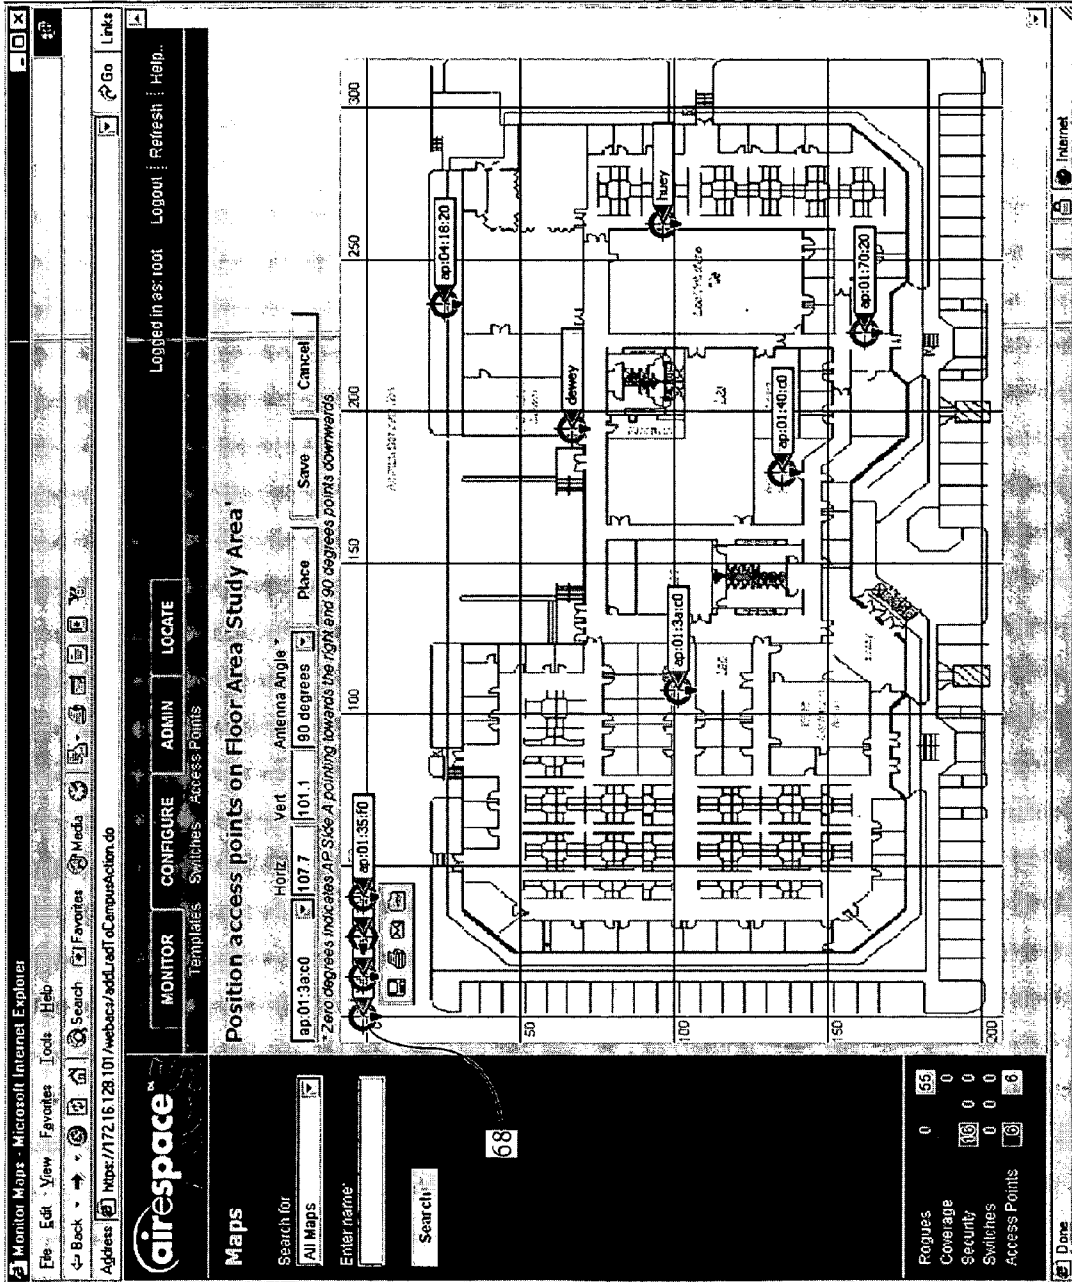 Monitor Maps - Microsoft Internet Explorer
File Edit View Favorites Tools Help
Back Search Favorites Media
Address https://172.16.128.101/webacs/addLradToCampusAction.do Go Links
airespace
MONITOR CONFIGURE ADMIN LOCATE
Templates Switches Access Points
Logged in as: root Logout Refresh Help..
Maps
Search for
All Maps
Enter name*
Search
Position access points on Floor Area 'Study Area'
Horiz Vert Antenna Angle *
ap:01:3a:c0 107.7 101.1 90 degrees Place Save Cancel
* Zero degrees indicates AP Side A pointing towards the right and 90 degrees points downwards.
100 150 200 250 300
50
100
150
200
ap:01:35:f0
ap:04:18:20
dewey
huey
ap:01:3a:c0
ap:01:40:c0
ap:01:70:20
68
Rogues 0 55
Coverage 0
Security 0 0
Switches 0 0
Access Points 6
Done Internet